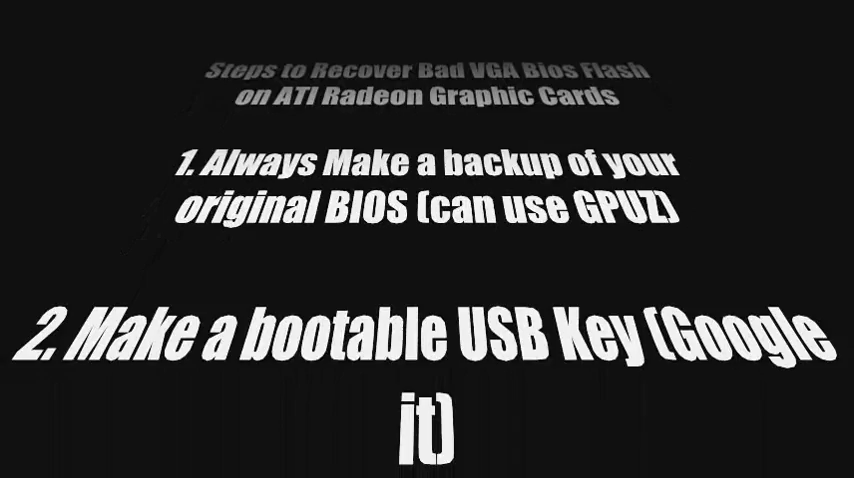 Steps to Recover Bad VGA Bios Flash
on ATI Radeon Graphic Cards
1. Always Make a backup of your
original BIOS (can use GPUZ)
2. Make a bootable USB Key (Google
it)